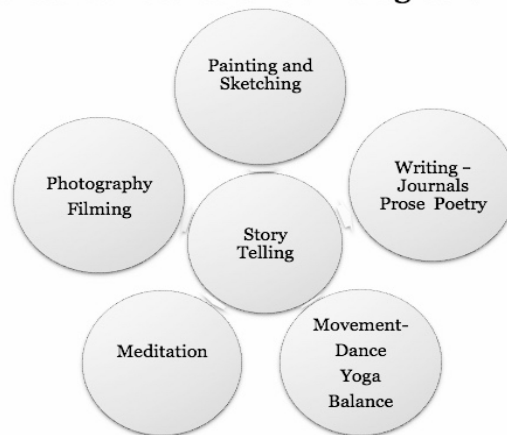 Painting and
Sketching
Writing –
Journals
Prose Poetry
Photography
Filming
Story
Telling
Meditation
Movement-
Dance
Yoga
Balance